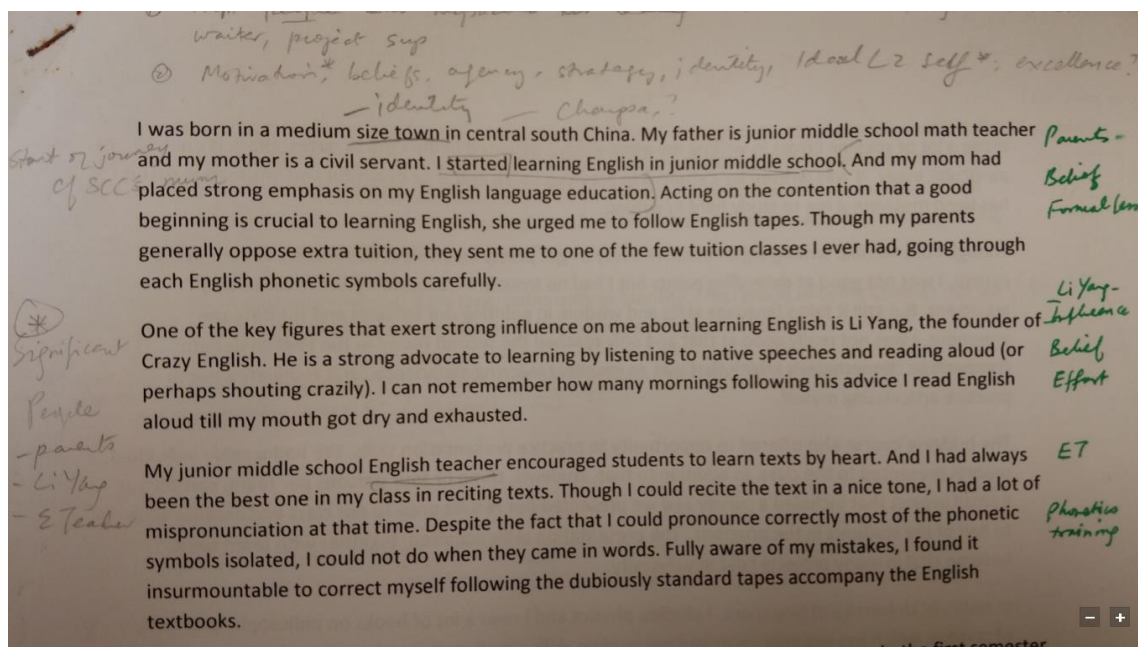 waiter, project sup
② Motivation*, beliefs, agency, strategy, identity, Ideal L2 self*, excellence?
– identity –
I was born in a medium size town in central south China. My father is junior middle school math teacher
Parents –
start of journey
and my mother is a civil servant. I started learning English in junior middle school. And my mom had
placed strong emphasis on my English language education. Acting on the contention that a good
Belief
beginning is crucial to learning English, she urged me to follow English tapes. Though my parents
Formal
generally oppose extra tuition, they sent me to one of the few tuition classes I ever had, going through
each English phonetic symbols carefully.
Li Yang –
One of the key figures that exert strong influence on me about learning English is Li Yang, the founder of
Influence
*
Significant
People
– parents
– Li Yang
– E Teacher
Crazy English. He is a strong advocate to learning by listening to native speeches and reading aloud (or
Belief
perhaps shouting crazily). I can not remember how many mornings following his advice I read English
Effort
aloud till my mouth got dry and exhausted.
My junior middle school English teacher encouraged students to learn texts by heart. And I had always
ET
been the best one in my class in reciting texts. Though I could recite the text in a nice tone, I had a lot of
mispronunciation at that time. Despite the fact that I could pronounce correctly most of the phonetic
Phonetics
training
symbols isolated, I could not do when they came in words. Fully aware of my mistakes, I found it
insurmountable to correct myself following the dubiously standard tapes accompany the English
textbooks.